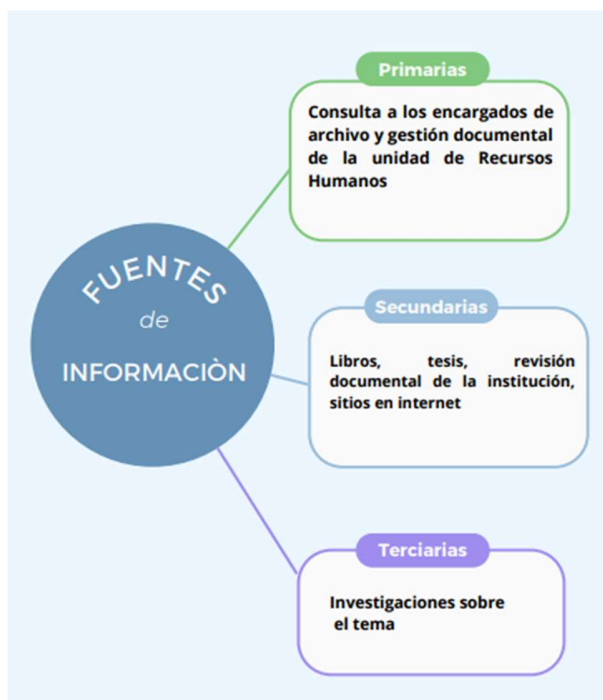 FUENTES
de
INFORMACIÒN
Primarias
Consulta a los encargados de
archivo y gestión documental
de la unidad de Recursos
Humanos
Secundarias
Libros, tesis, revisión
documental de la institución,
sitios en internet
Terciarias
Investigaciones sobre
el tema